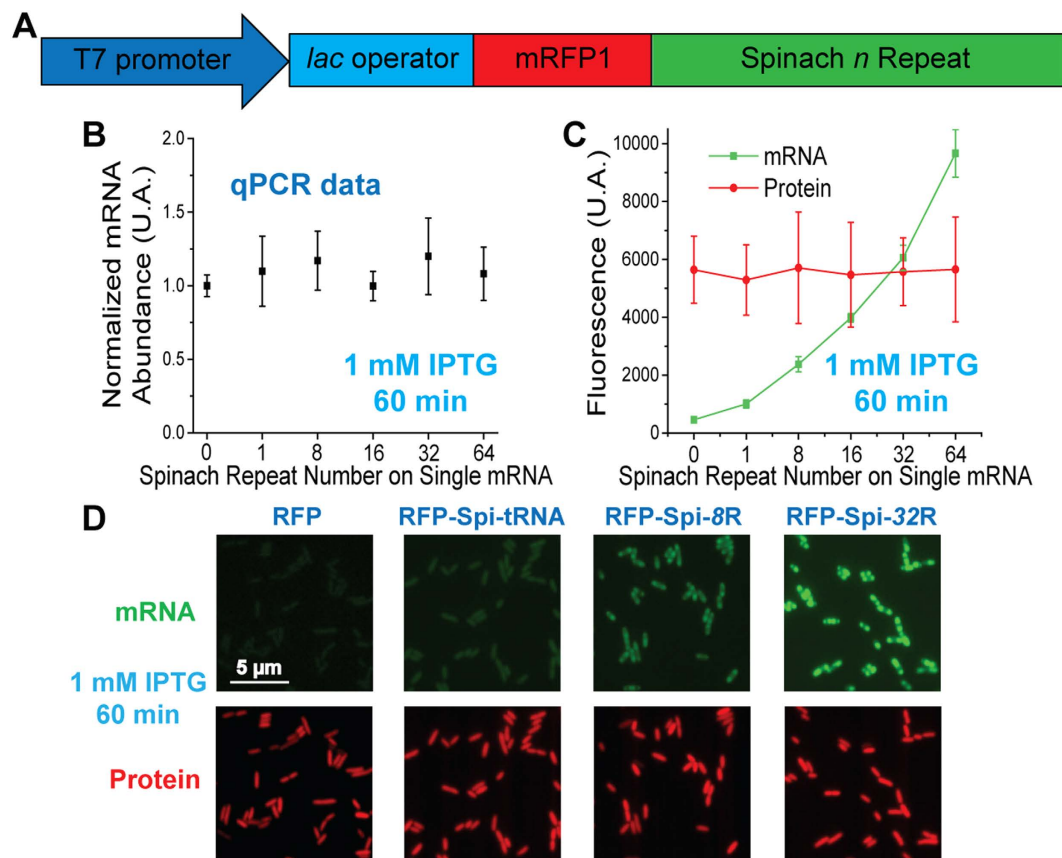 A
T7 promoter
lac operator
mRFP1
Spinach n Repeat
B
Normalized mRNA
Abundance (U.A.)
2.0
1.5
1.0
0.5
0.0
qPCR data
1 mM IPTG
60 min
0 1 8 16 32 64
Spinach Repeat Number on Single mRNA
C
Fluorescence (U.A.)
10000
8000
6000
4000
2000
0
mRNA
Protein
1 mM IPTG
60 min
0 1 8 16 32 64
Spinach Repeat Number on Single mRNA
D
RFP
RFP-Spi-tRNA
RFP-Spi-8R
RFP-Spi-32R
mRNA
5 µm
1 mM IPTG
60 min
Protein